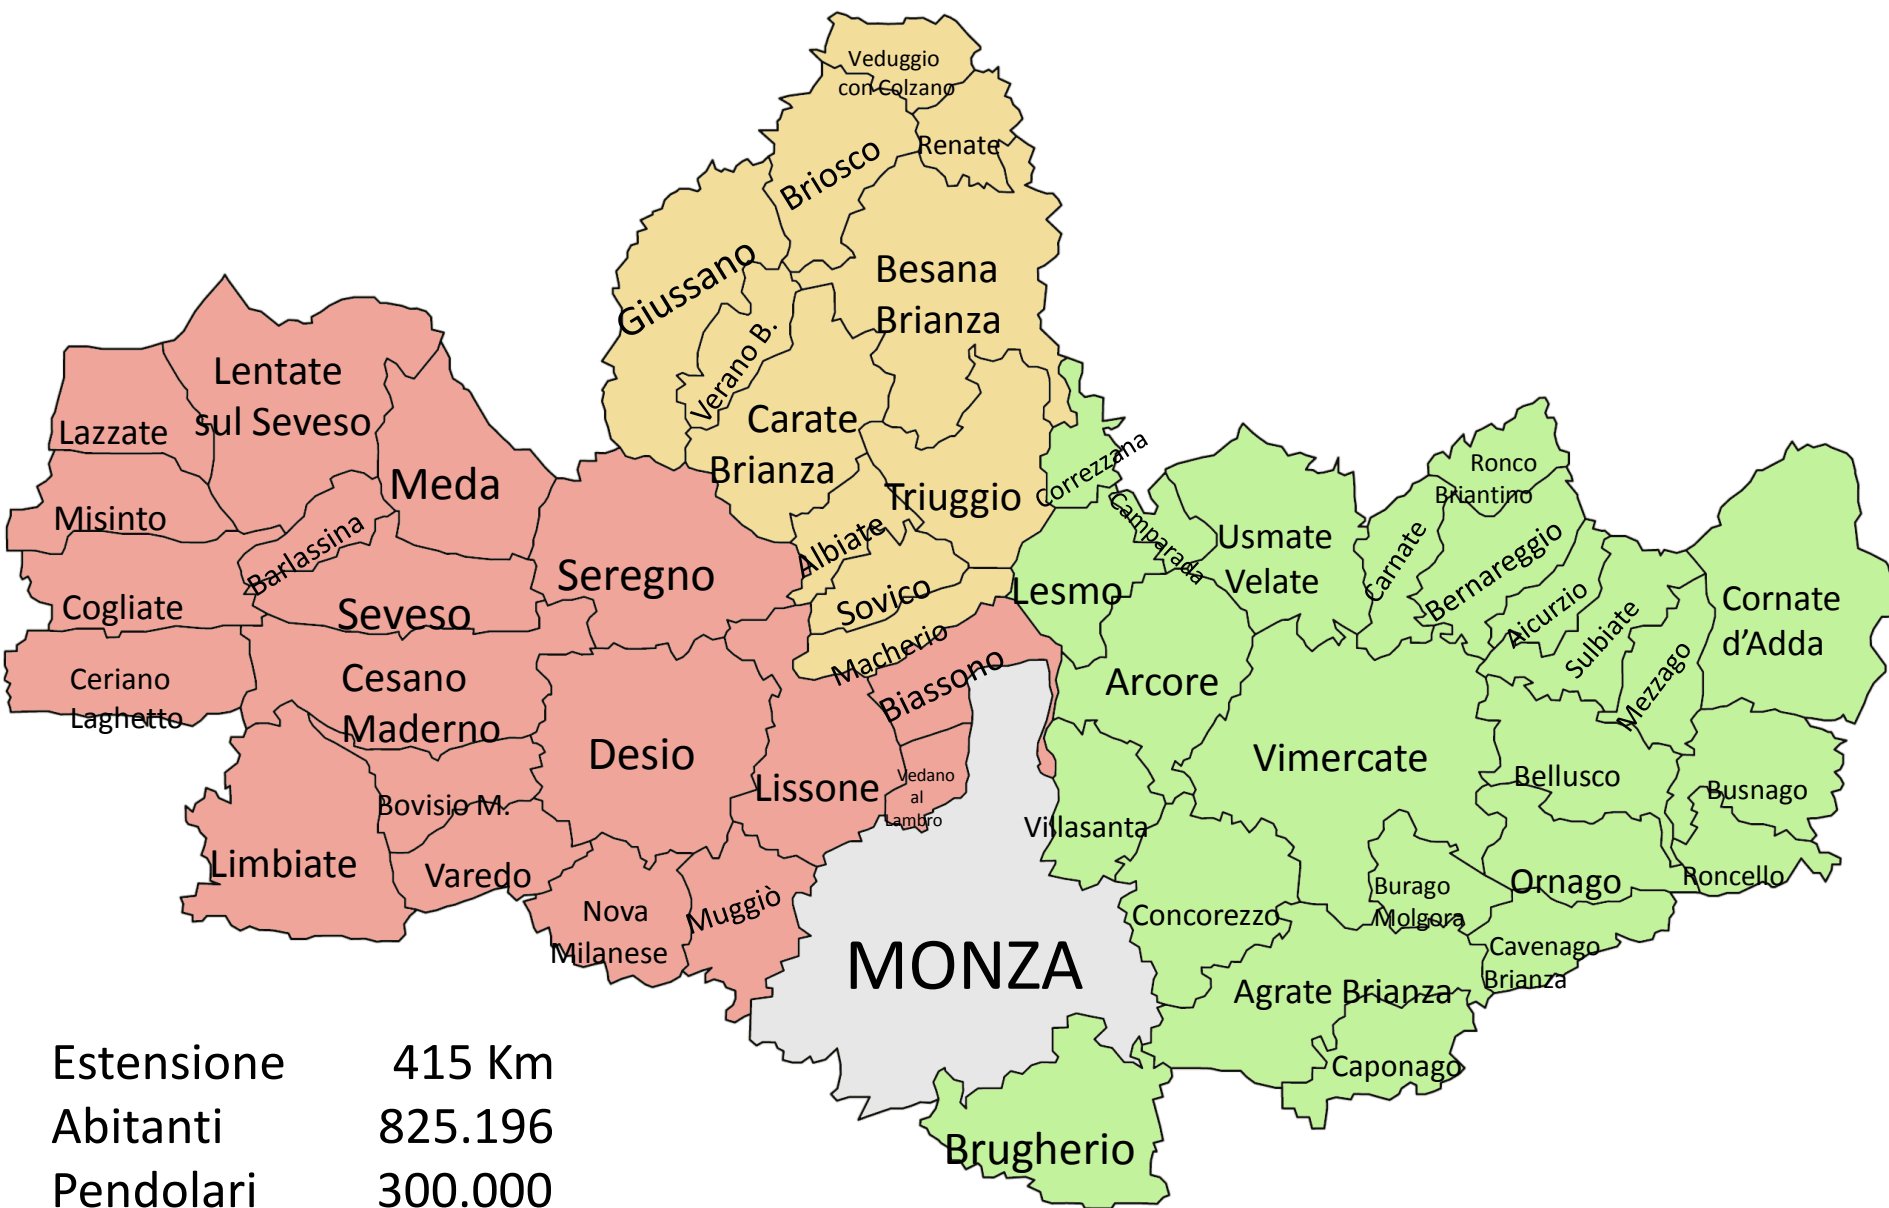 Veduggio
con Colzano
Renate
Briosco
Giussano
Besana
Brianza
Verano B.
Lentate
sul Seveso
Lazzate
Carate
Brianza
Meda
Misinto
Triuggio
Correzzana
Camparada
Ronco
Briantino
Usmate
Velate
Carnate
Bernareggio
Barlassina
Albiate
Seregno
Cogliate
Seveso
Sovico
Lesmo
Aicurzio
Sulbiate
Cornate
d’Adda
Macherio
Mezzago
Ceriano
Laghetto
Cesano
Maderno
Biassono
Arcore
Desio
Vimercate
Lissone
Vedano
al
Lambro
Bellusco
Busnago
Bovisio M.
Villasanta
Limbiate
Varedo
Burago
Molgora
Ornago
Roncello
Nova
Milanese
Muggiò
Concorezzo
Cavenago
Brianza
MONZA
Agrate Brianza
Caponago
Brugherio
Estensione 415 Km
Abitanti 825.196
Pendolari 300.000